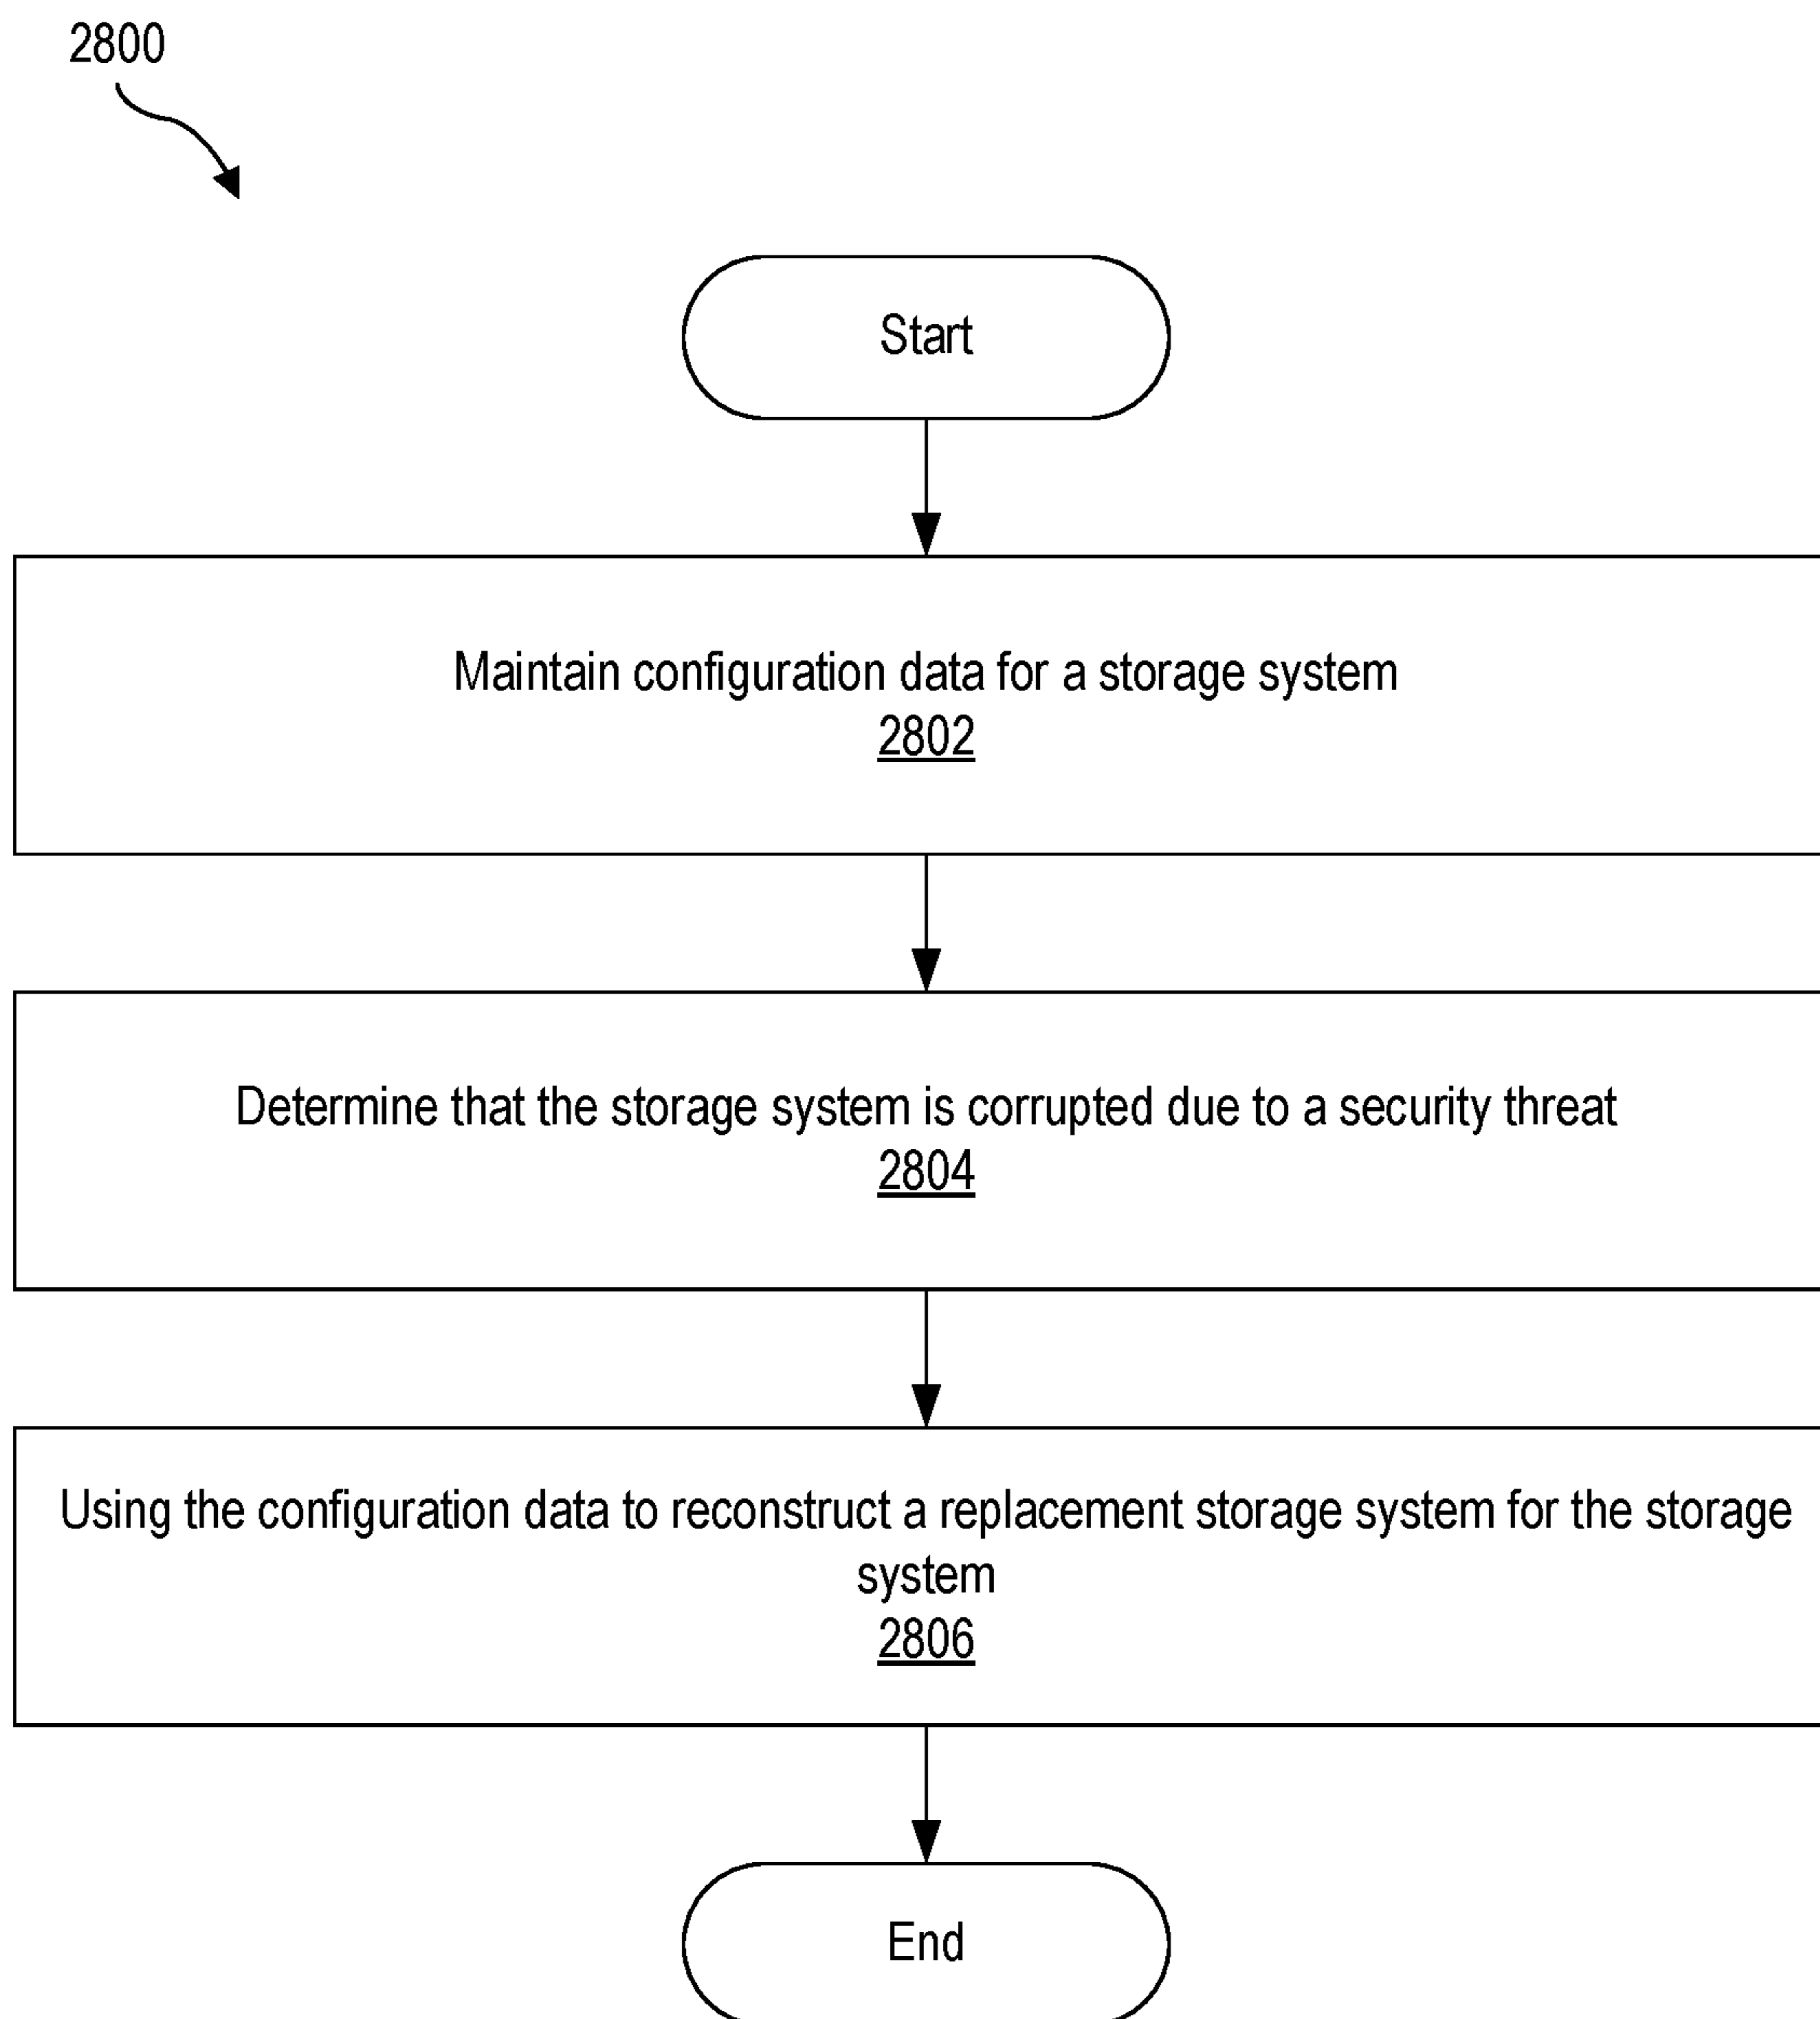 2800
Start
Maintain configuration data for a storage system
2802
Determine that the storage system is corrupted due to a security threat
2804
Using the configuration data to reconstruct a replacement storage system for the storage
system
2806
End